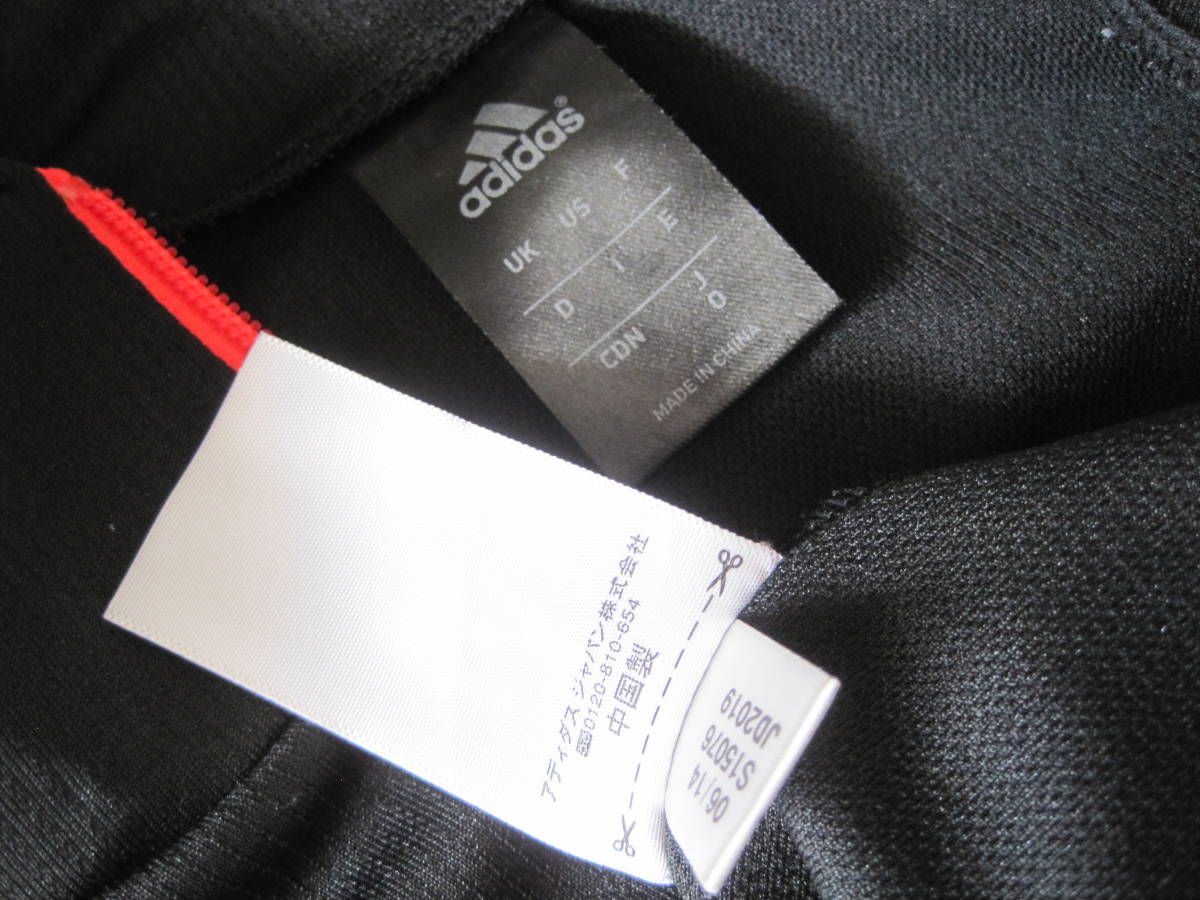 adidas®
UK US F
D I E
CDN J O
MADE IN CHINA
アディダス ジャパン株式会社
0120-810-654
中国製
06/14
S15076
JD2019